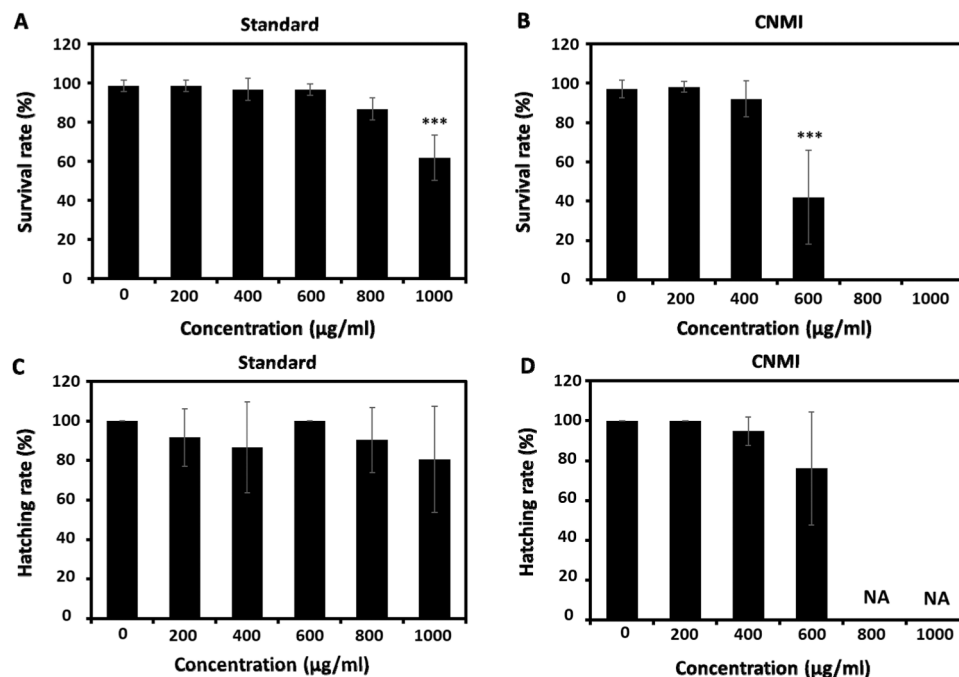 A
Standard
120
100
80
60
40
20
0
Survival rate (%)
***
0 200 400 600 800 1000
Concentration (µg/ml)
B
CNMI
120
100
80
60
40
20
0
Survival rate (%)
***
0 200 400 600 800 1000
Concentration (µg/ml)
C
Standard
120
100
80
60
40
20
0
Hatching rate (%)
0 200 400 600 800 1000
Concentration (µg/ml)
D
CNMI
120
100
80
60
40
20
0
Hatching rate (%)
NA NA
0 200 400 600 800 1000
Concentration (µg/ml)